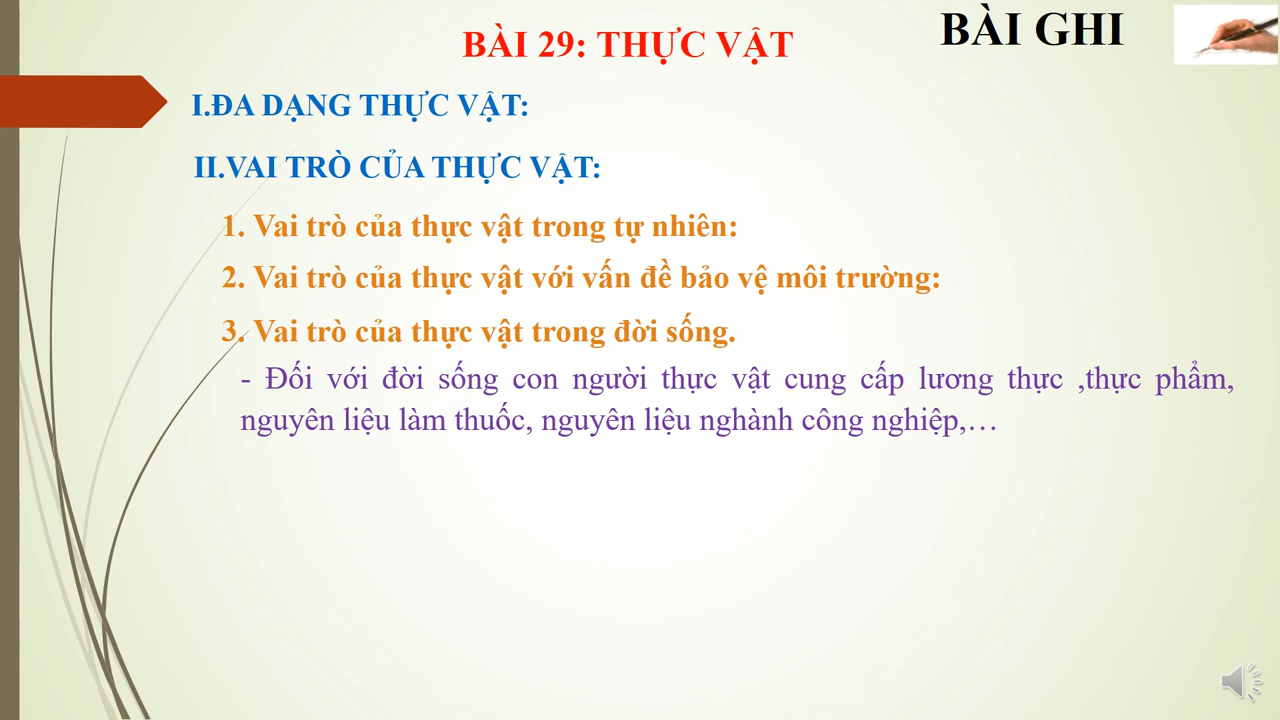 BÀI GHI
BÀI 29: THỰC VẬT
I.ĐA DẠNG THỰC VẬT:
II.VAI TRÒ CỦA THỰC VẬT:
1. Vai trò của thực vật trong tự nhiên:
2. Vai trò của thực vật với vấn đề bảo vệ môi trường:
3. Vai trò của thực vật trong đời sống.
- Đối với đời sống con người thực vật cung cấp lương thực ,thực phẩm,
nguyên liệu làm thuốc, nguyên liệu nghành công nghiệp,…